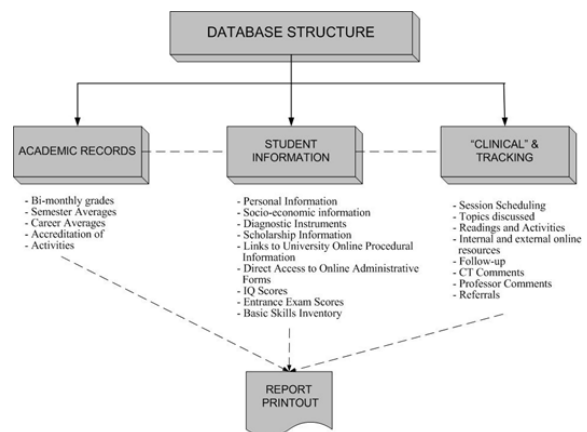 DATABASE STRUCTURE
ACADEMIC RECORDS
- Bi-monthly grades
- Semester Averages
- Career Averages
- Accreditation of
- Activities
STUDENT
INFORMATION
- Personal Information
- Socio-economic information
- Diagnostic Instruments
- Scholarship Information
- Links to University Online Procedural
Information
- Direct Access to Online Administrative
Forms
- IQ Scores
- Entrance Exam Scores
- Basic Skills Inventory
"CLINICAL" &
TRACKING
- Session Scheduling
- Topics discussed
- Readings and Activities
- Internal and external online
resources
- Follow-up
- CT Comments
- Professor Comments
- Referrals
REPORT
PRINTOUT